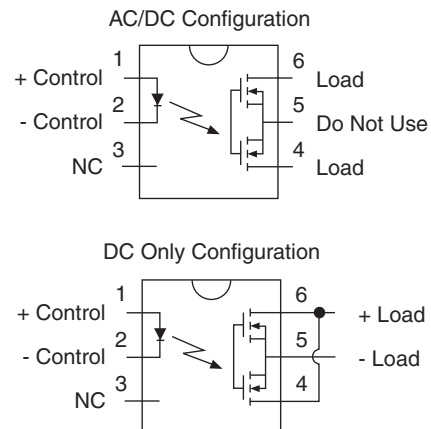 AC/DC Configuration
1
+ Control
2
- Control
3
NC
6
Load
5
Do Not Use
4
Load
DC Only Configuration
1
+ Control
2
- Control
3
NC
6
+ Load
5
- Load
4